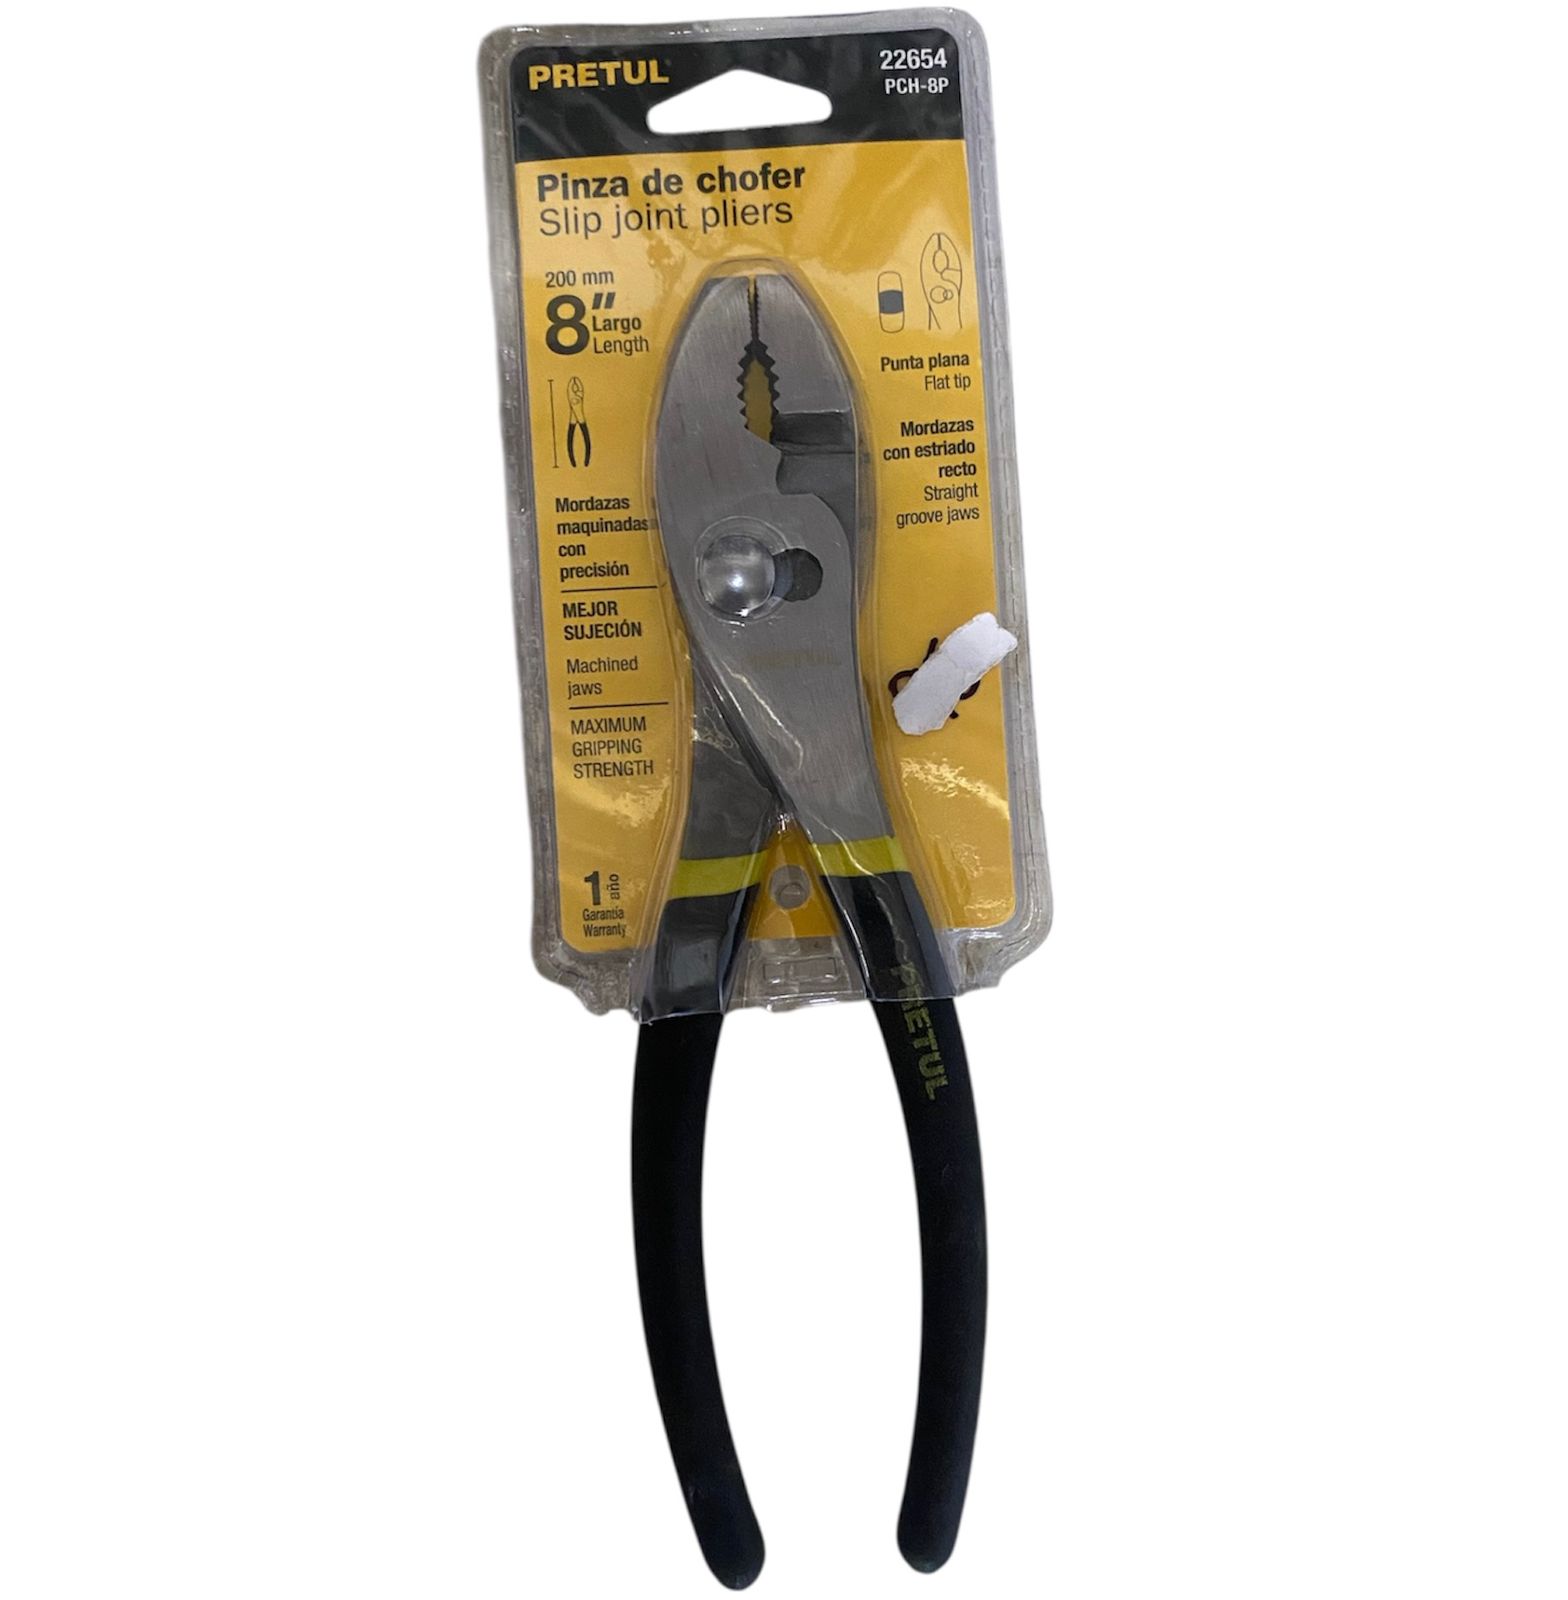 PRETUL
22654
PCH-8P
Pinza de chofer
Slip joint pliers
200 mm
8"
Largo
Length
Punta plana
Flat tip
Mordazas
con estriado
recto
Straight
groove jaws
Mordazas
maquinadas
con
precisión
MEJOR
SUJECIÓN
Machined
jaws
MAXIMUM
GRIPPING
STRENGTH
PRETUL
1 año
Garantía
Warranty
PRETUL